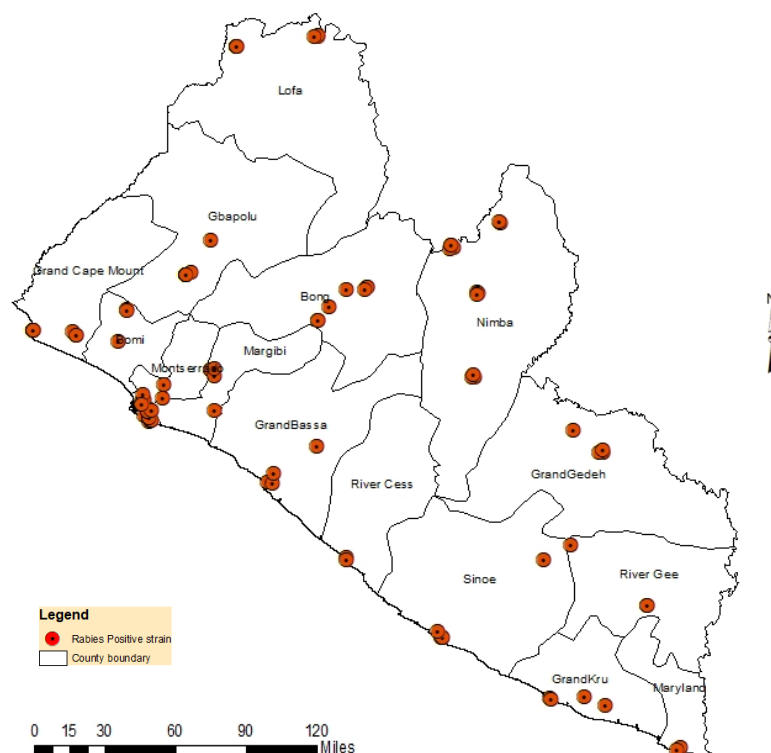 Lofa
Gbapolu
Grand Cape Mount
Bong
N
Nimba
Bomi
Margibi
Montserrado
GrandBassa
River Cess
GrandGedeh
Sinoe
River Gee
Legend
Rabies Positive strain
County boundary
GrandKru
Maryland
0 15 30 60 90 120
Miles